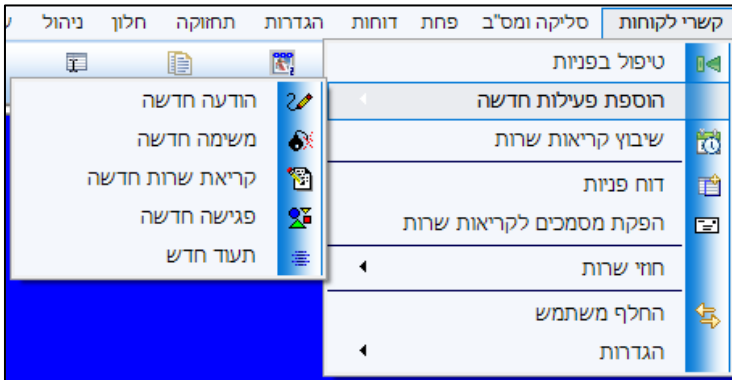 קשרי לקוחות סליקה ומס"ב פחת דוחות הגדרות תחזוקה חלון ניהול
טיפול בפניות
הוספת פעילות חדשה
שיבוץ קריאות שרות
דוח פניות
הפקת מסמכים לקריאות שרות
חוזי שרות
החלף משתמש
הגדרות
הודעה חדשה
משימה חדשה
קריאת שרות חדשה
פגישה חדשה
תעוד חדש